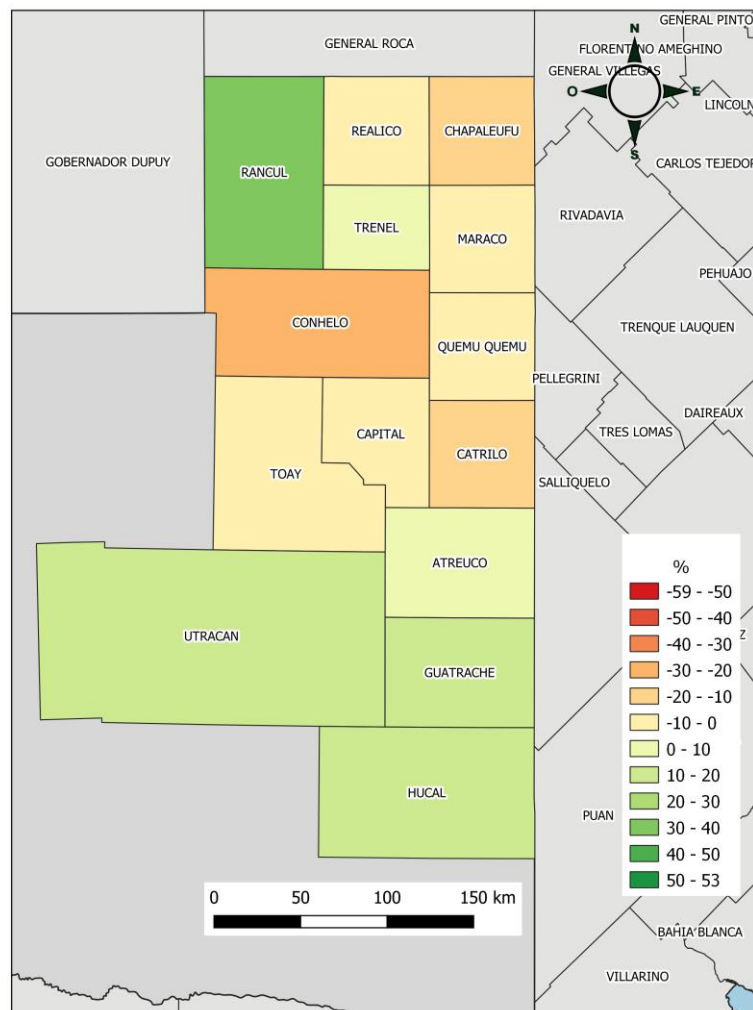 GENERAL PINTO
GENERAL ROCA
N
FLORENTINO AMEGHINO
GENERAL VILLEGAS
O
E
LINCOLN
REALICO
CHAPALEUFU
S
GOBERNADOR DUPUY
CARLOS TEJEDOR
RANCUL
RIVADAVIA
TRENEL
MARACO
PEHUAJO
CONHELO
TRENQUE LAUQUEN
QUEMU QUEMU
PELLEGRINI
DAIREAUX
CAPITAL
TRES LOMAS
CATRILO
TOAY
SALLIQUELO
ATREUCO
UTRACAN
GUATRACHE
HUCAL
%
-59 - -50
-50 - -40
-40 - -30
Z
-30 - -20
-20 - -10
-10 - 0
0 - 10
10 - 20
20 - 30
30 - 40
40 - 50
50 - 53
PUAN
0 50 100 150 km
BAHIA BLANCA
VILLARINO